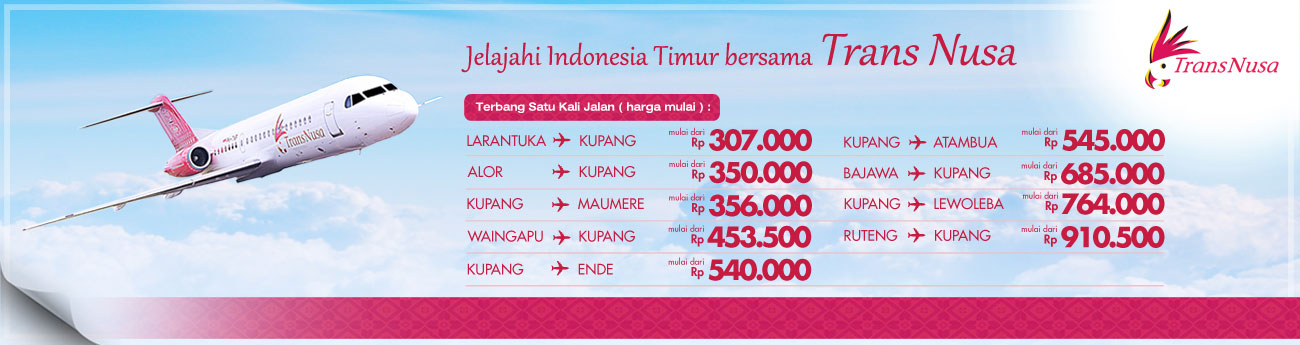 Jelajahi Indonesia Timur bersama Trans Nusa
TransNusa
TransNusa
Terbang Satu Kali Jalan ( harga mulai ) :
LARANTUKA KUPANG mulai dari Rp 307.000
ALOR KUPANG mulai dari Rp 350.000
KUPANG MAUMERE mulai dari Rp 356.000
WAINGAPU KUPANG mulai dari Rp 453.500
KUPANG ENDE mulai dari Rp 540.000
KUPANG ATAMBUA mulai dari Rp 545.000
BAJAWA KUPANG mulai dari Rp 685.000
KUPANG LEWOLEBA mulai dari Rp 764.000
RUTENG KUPANG mulai dari Rp 910.500